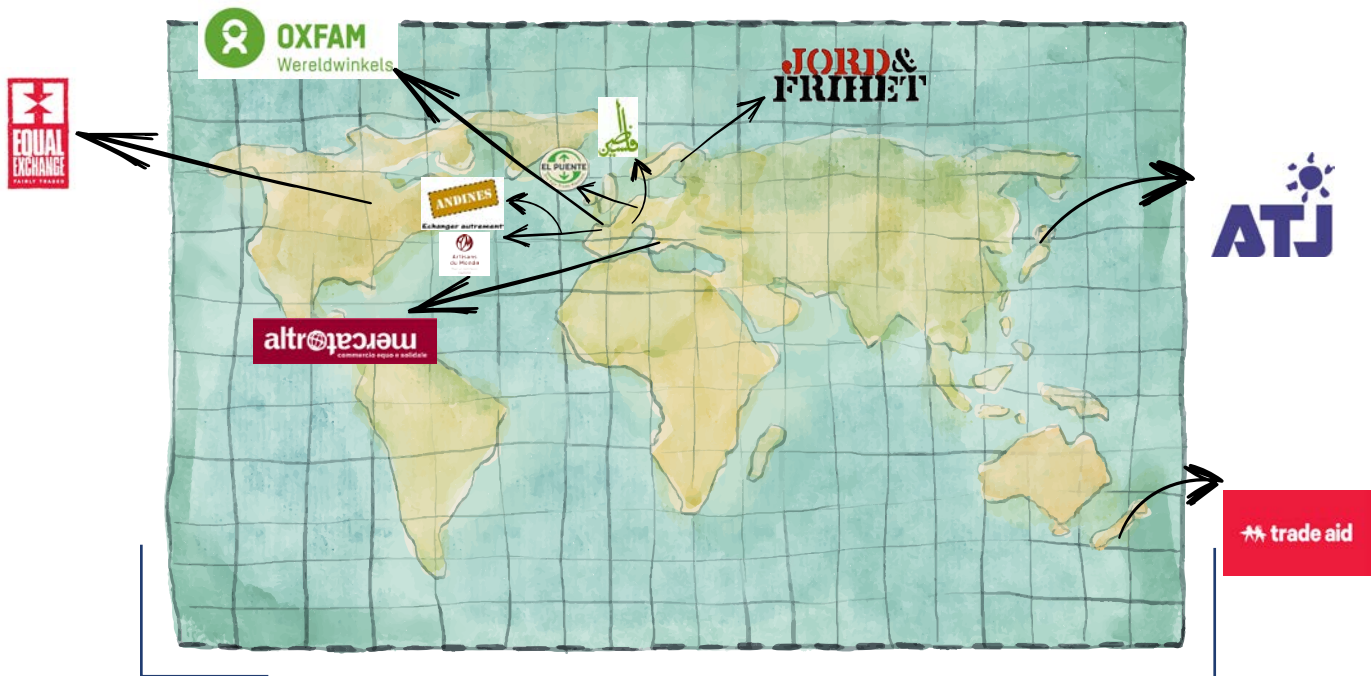 OXFAM
Wereldwinkels
JORD&
FRIHET
EQUAL
EXCHANGE
FAIRLY TRADED
فلسطين
EL PUENTE
ANDINES
Echanger autrement
Artisans
du Monde
ATJ
altromercato
commercio equo e solidale
trade aid